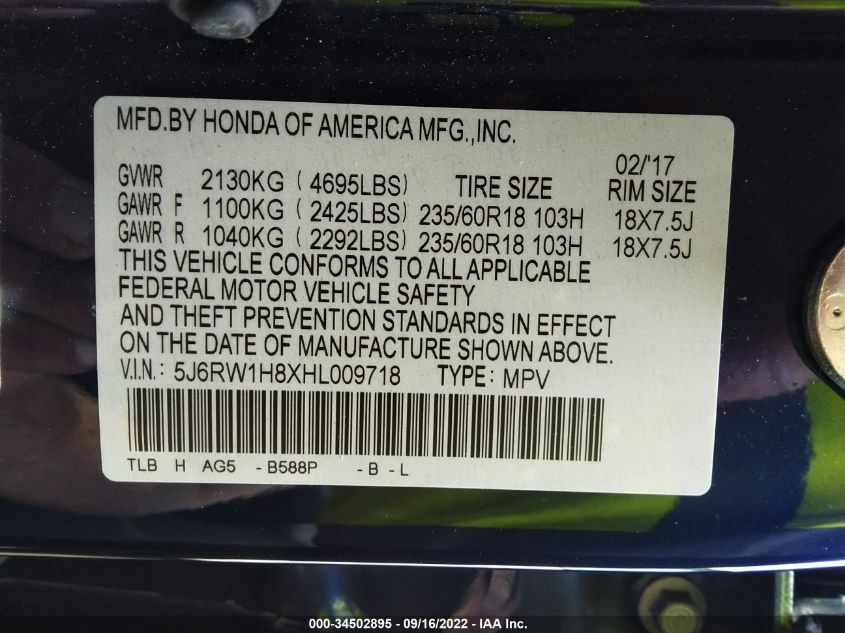 MFD.BY HONDA OF AMERICA MFG.,INC.
02/'17
GVWR 2130KG ( 4695LBS) TIRE SIZE RIM SIZE
GAWR F 1100KG ( 2425LBS) 235/60R18 103H 18X7.5J
GAWR R 1040KG ( 2292LBS) 235/60R18 103H 18X7.5J
THIS VEHICLE CONFORMS TO ALL APPLICABLE
FEDERAL MOTOR VEHICLE SAFETY
AND THEFT PREVENTION STANDARDS IN EFFECT
ON THE DATE OF MANUFACTURE SHOWN ABOVE.
V.I.N: 5J6RW1H8XHL009718 TYPE: MPV
TLB H AG5 -B588P -B -L
000-34502895 - 09/16/2022 - IAA Inc.